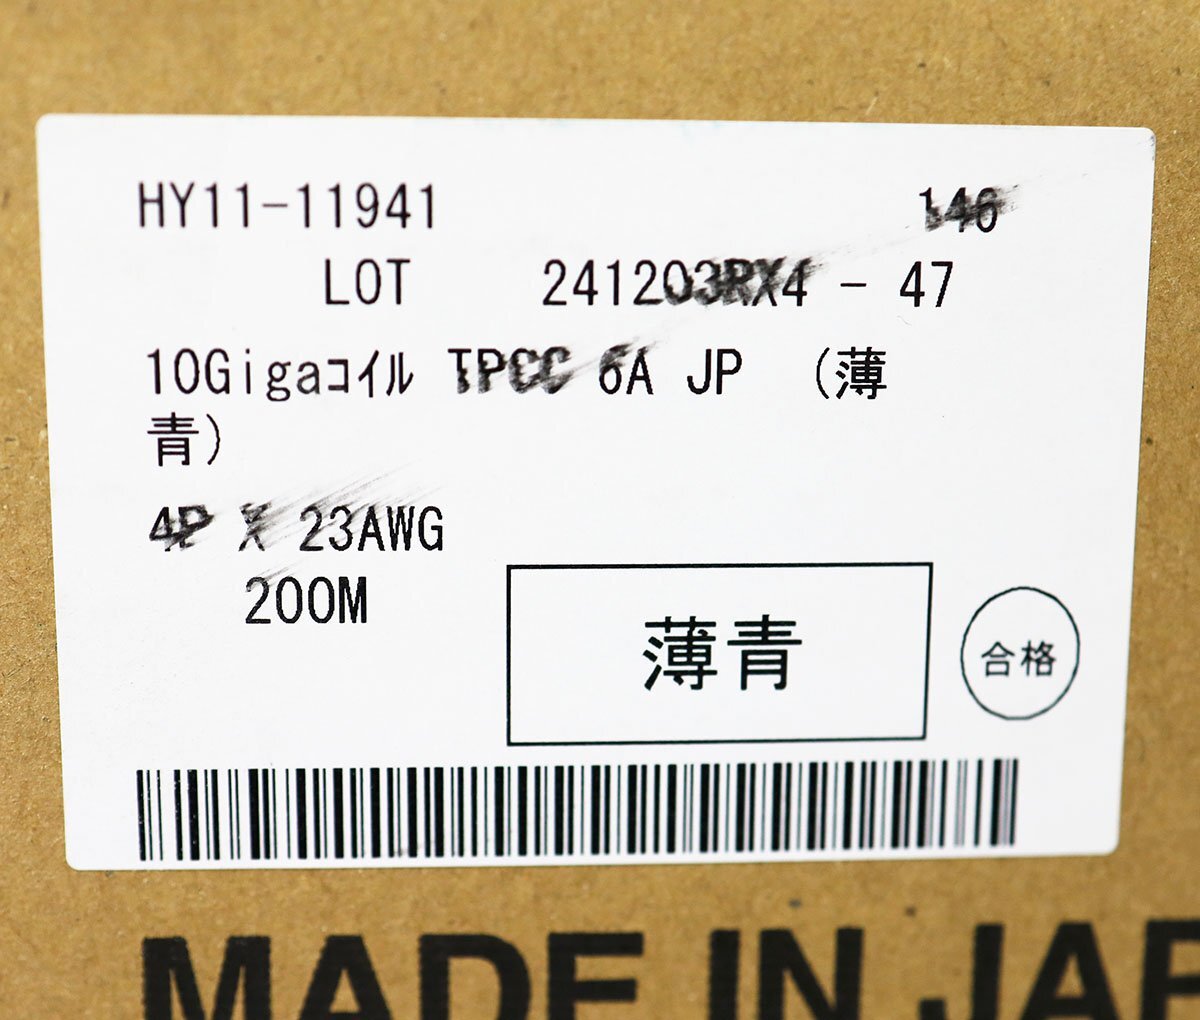 HY11-11941 146
LOT 241203RX4 - 47
10Gigaｺｲﾙ TPCC 6A JP （薄
青）
4P X 23AWG
200M
薄青
合格
MADE IN JAP